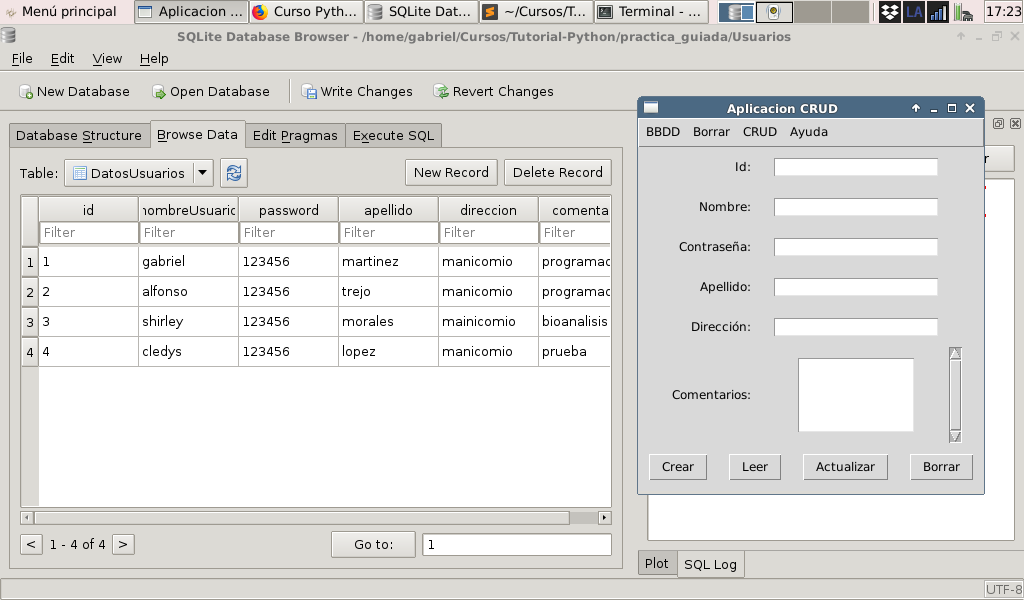 Menú principal
Aplicacion ...
Curso Pyth...
SQLite Dat...
~/Cursos/T...
Terminal - ...
LA
17:23
SQLite Database Browser - /home/gabriel/Cursos/Tutorial-Python/practica_guiada/Usuarios
File Edit View Help
New Database Open Database Write Changes Revert Changes
Database Structure Browse Data Edit Pragmas Execute SQL
Table: DatosUsuarios New Record Delete Record
id nombreUsuaric password apellido direccion comenta
Filter Filter Filter Filter Filter Filter
1 1 gabriel 123456 martinez manicomio programac
2 2 alfonso 123456 trejo manicomio programac
3 3 shirley 123456 morales mainicomio bioanalisis
4 4 cledys 123456 lopez manicomio prueba
< 1 - 4 of 4 > Go to: 1
Aplicacion CRUD
BBDD Borrar CRUD Ayuda
Id:
Nombre:
Contraseña:
Apellido:
Dirección:
Comentarios:
Crear Leer Actualizar Borrar
Plot SQL Log
UTF-8